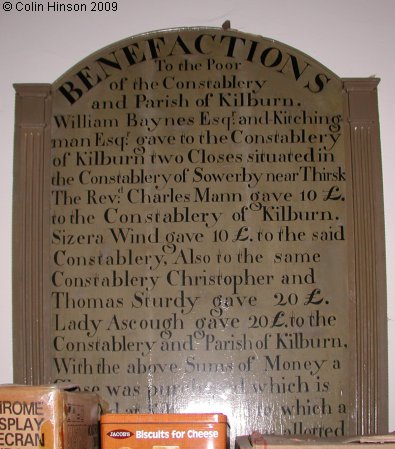 © Colin Hinson 2009
BENEFACTIONS
To the Poor
of the Constablery
and Parish of Kilburn.
William Baynes Esqr. and Kitching
man Esqr. gave to the Constablery
of Kilburn two Closes situated in
the Constablery of Sowerby near Thirsk
The Revd. Charles Mann gave 10 £.
to the Constablery of Kilburn.
Sizera Wind gave 10 £. to the said
Constablery, Also to the same
Constablery Christopher and
Thomas Sturdy gave 20 £.
Lady Ascough gave 20 £. to the
Constablery and Parish of Kilburn,
With the above Sums of Money a
was which is
which a
allotted
JACOB'S Biscuits for Cheese